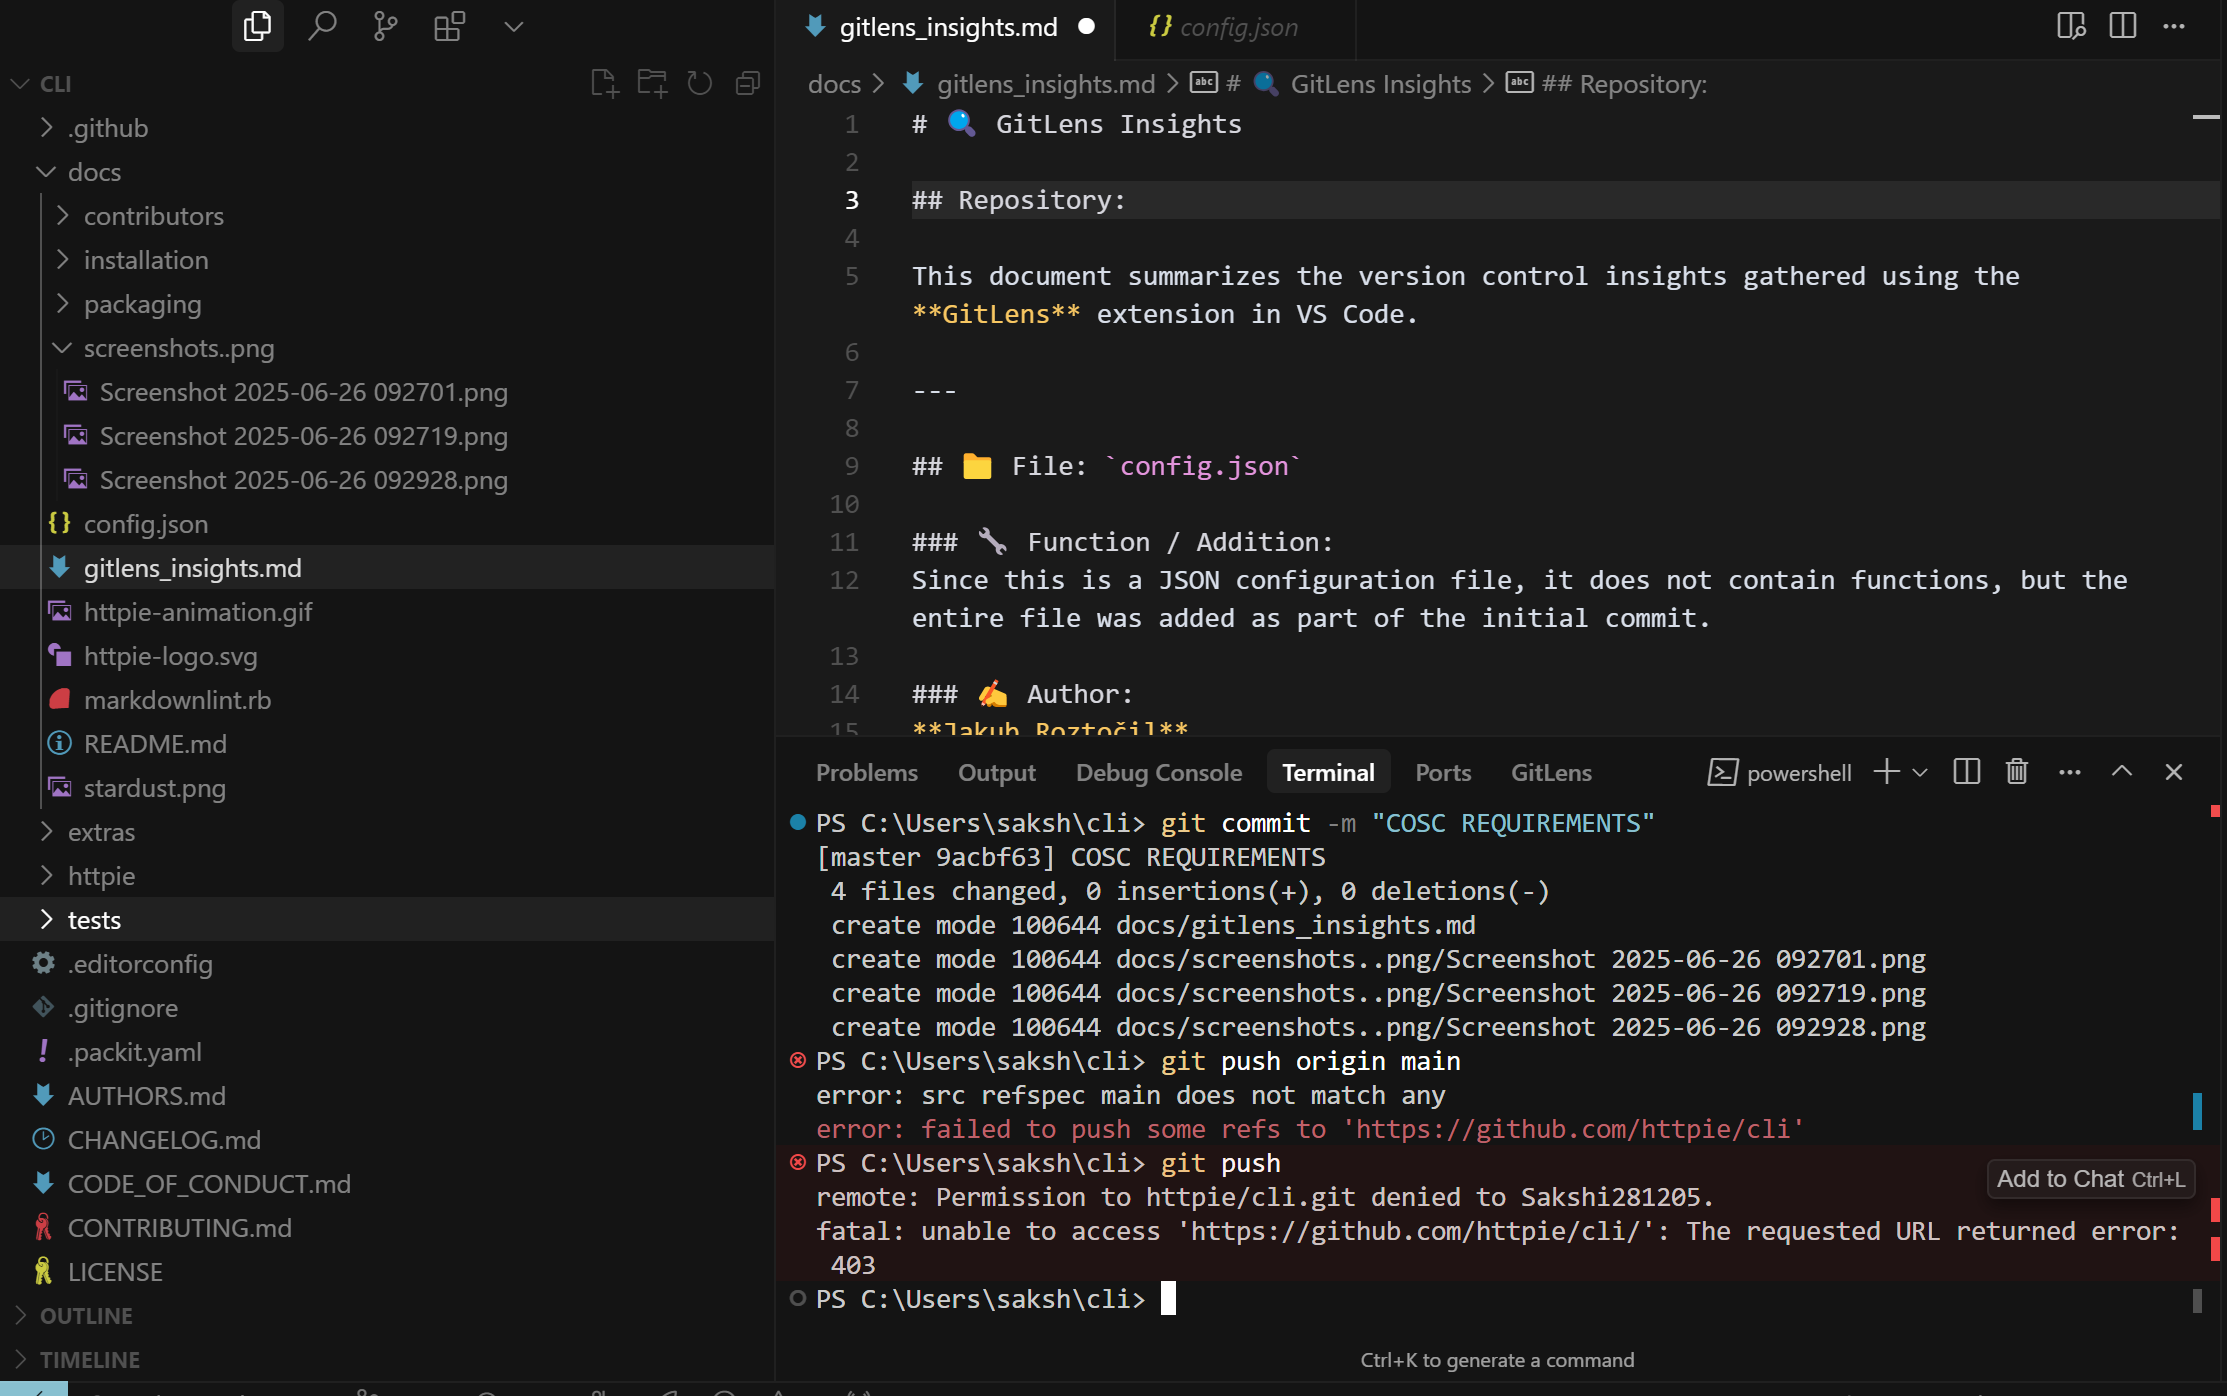 CLI
.github
docs
contributors
installation
packaging
screenshots..png
Screenshot 2025-06-26 092701.png
Screenshot 2025-06-26 092719.png
Screenshot 2025-06-26 092928.png
{} config.json
gitlens_insights.md
httpie-animation.gif
httpie-logo.svg
markdownlint.rb
README.md
stardust.png
extras
httpie
tests
.editorconfig
.gitignore
! .packit.yaml
AUTHORS.md
CHANGELOG.md
CODE_OF_CONDUCT.md
CONTRIBUTING.md
LICENSE
OUTLINE
TIMELINE
gitlens_insights.md ● {} config.json
docs > gitlens_insights.md > abc # 🔍 GitLens Insights > abc ## Repository:
1 # 🔍 GitLens Insights
2
3 ## Repository:
4
5 This document summarizes the version control insights gathered using the
**GitLens** extension in VS Code.
6
7 ---
8
9 ## 📁 File: `config.json`
10
11 ### 🔧 Function / Addition:
12 Since this is a JSON configuration file, it does not contain functions, but the
entire file was added as part of the initial commit.
13
14 ### ✍ Author:
15 **Jakub Roztočil**
Problems Output Debug Console Terminal Ports GitLens powershell
PS C:\Users\saksh\cli> git commit -m "COSC REQUIREMENTS"
[master 9acbf63] COSC REQUIREMENTS
4 files changed, 0 insertions(+), 0 deletions(-)
create mode 100644 docs/gitlens_insights.md
create mode 100644 docs/screenshots..png/Screenshot 2025-06-26 092701.png
create mode 100644 docs/screenshots..png/Screenshot 2025-06-26 092719.png
create mode 100644 docs/screenshots..png/Screenshot 2025-06-26 092928.png
PS C:\Users\saksh\cli> git push origin main
error: src refspec main does not match any
error: failed to push some refs to 'https://github.com/httpie/cli'
PS C:\Users\saksh\cli> git push
Add to Chat Ctrl+L
remote: Permission to httpie/cli.git denied to Sakshi281205.
fatal: unable to access 'https://github.com/httpie/cli/': The requested URL returned error:
403
PS C:\Users\saksh\cli>
Ctrl+K to generate a command